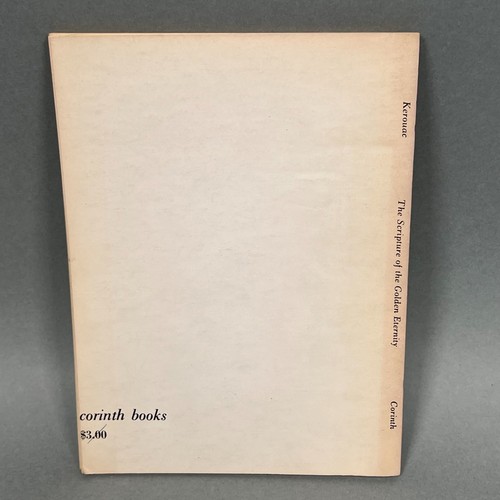 Kerouac
The Scripture of the Golden Eternity
Corinth
corinth books
$3.00